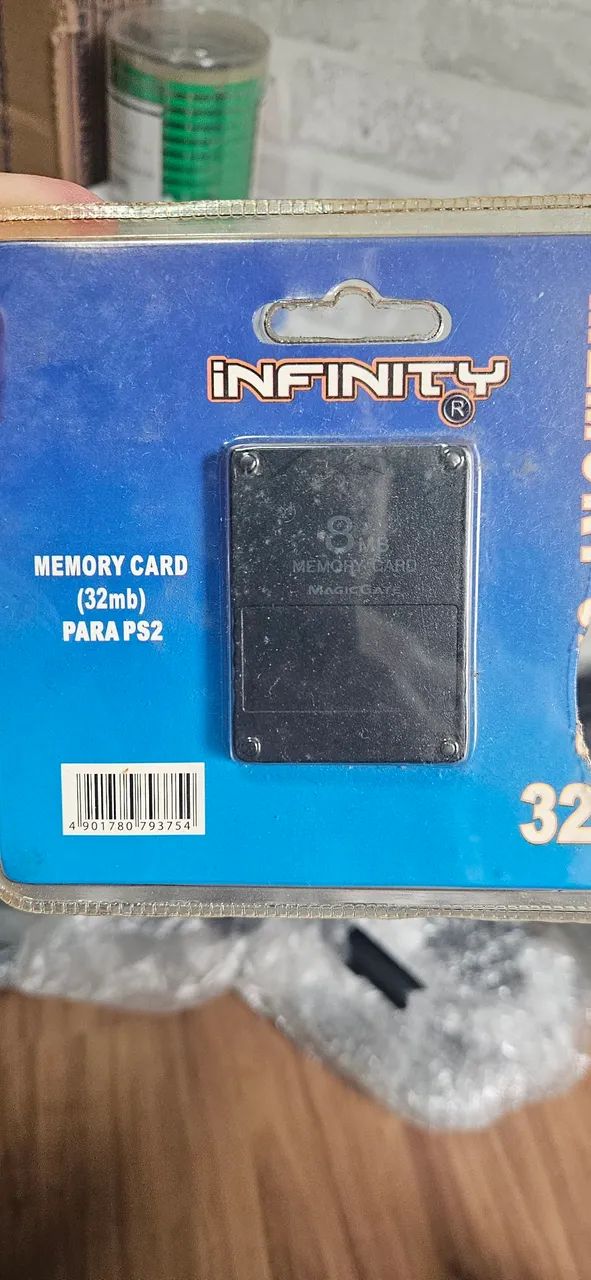 iNFINITY
®
8 MB
MEMORY CARD
MAGICGATE
MEMORY CARD
(32mb)
PARA PS2
4 901780 793754
32